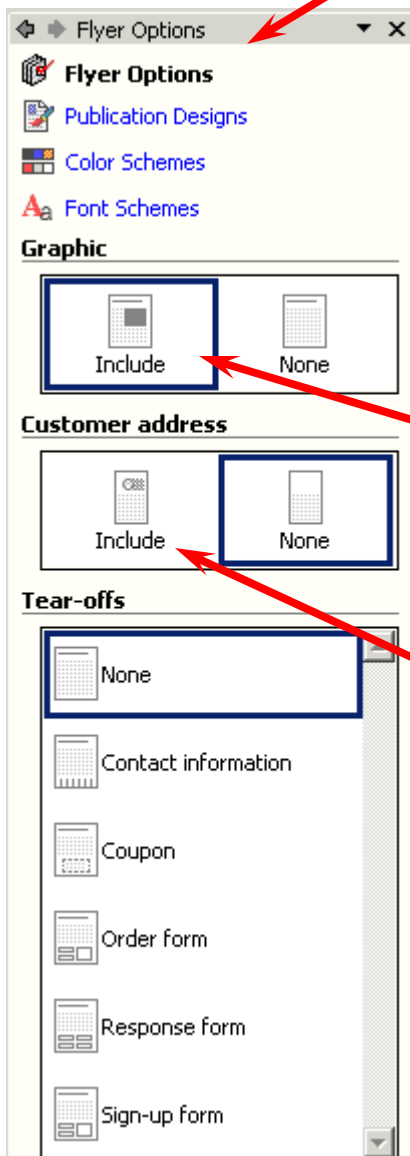 Flyer Options
Flyer Options
Publication Designs
Color Schemes
Font Schemes
Graphic
Include None
Customer address
Include None
Tear-offs
None
Contact information
Coupon
Order form
Response form
Sign-up form